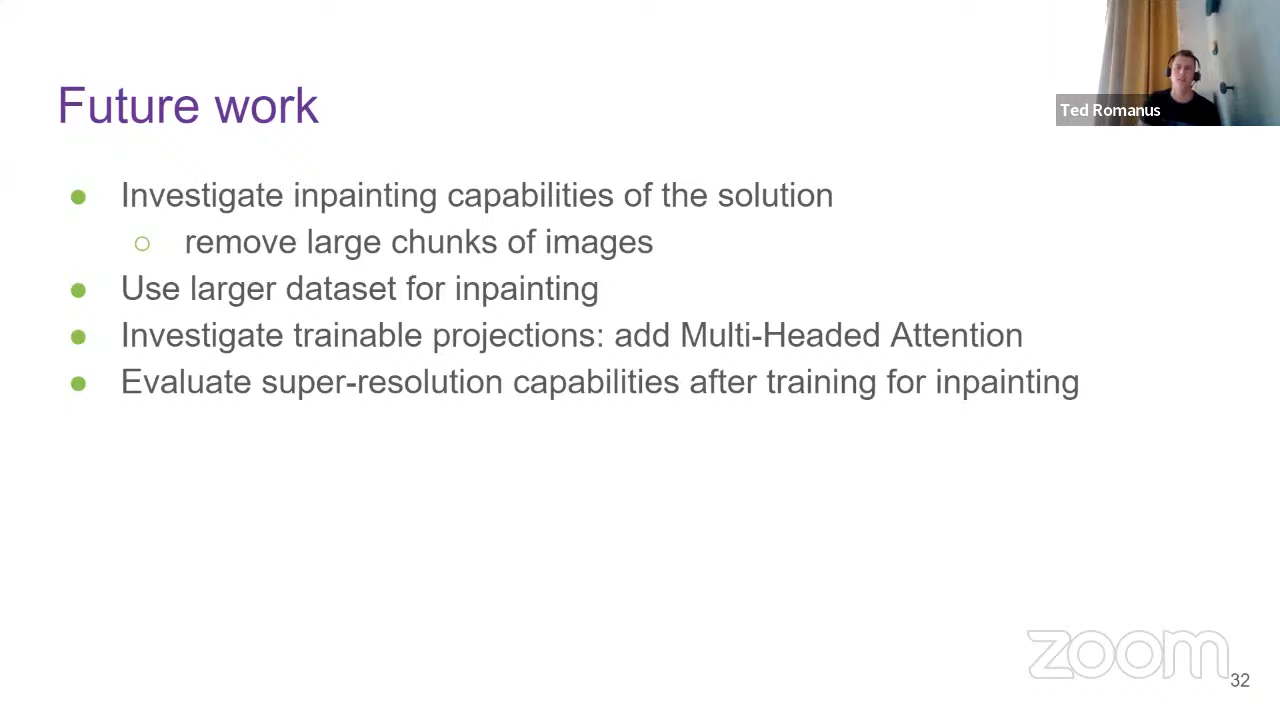 Future work
Ted Romanus
● Investigate inpainting capabilities of the solution
○ remove large chunks of images
● Use larger dataset for inpainting
● Investigate trainable projections: add Multi-Headed Attention
● Evaluate super-resolution capabilities after training for inpainting
zoom
32